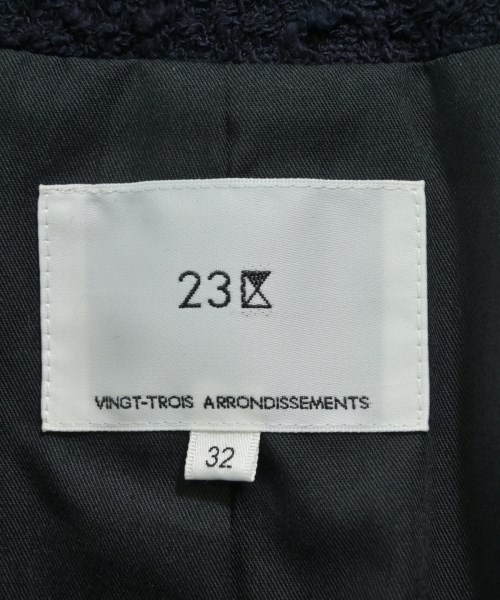 23区
VINGT-TROIS ARRONDISSEMENTS
32